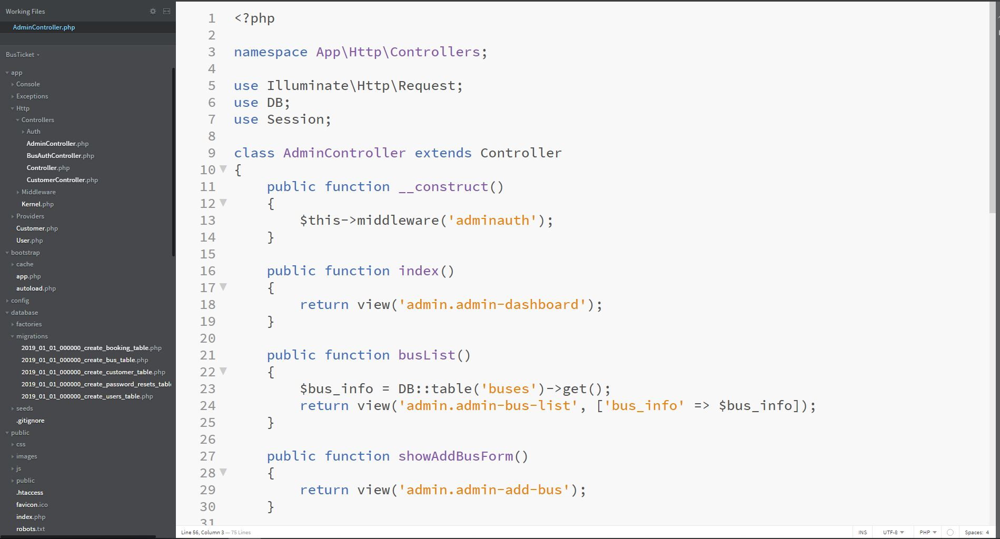 Working Files
AdminController.php
BusTicket
app
Console
Exceptions
Http
Controllers
Auth
AdminController.php
BusAuthController.php
Controller.php
CustomerController.php
Middleware
Kernel.php
Providers
Customer.php
User.php
bootstrap
cache
app.php
autoload.php
config
database
factories
migrations
2019_01_01_000000_create_booking_table.php
2019_01_01_000000_create_bus_table.php
2019_01_01_000000_create_customer_table.php
2019_01_01_000000_create_password_resets_tabl
2019_01_01_000000_create_users_table.php
seeds
.gitignore
public
css
images
js
public
.htaccess
favicon.ico
index.php
robots.txt
1 <?php
2
3 namespace App\Http\Controllers;
4
5 use Illuminate\Http\Request;
6 use DB;
7 use Session;
8
9 class AdminController extends Controller
10 {
11     public function __construct()
12     {
13         $this->middleware('adminauth');
14     }
15
16     public function index()
17     {
18         return view('admin.admin-dashboard');
19     }
20
21     public function busList()
22     {
23         $bus_info = DB::table('buses')->get();
24         return view('admin.admin-bus-list', ['bus_info' => $bus_info]);
25     }
26
27     public function showAddBusForm()
28     {
29         return view('admin.admin-add-bus');
30     }
31
Line 56, Column 3 — 75 Lines
INS UTF-8 PHP Spaces: 4